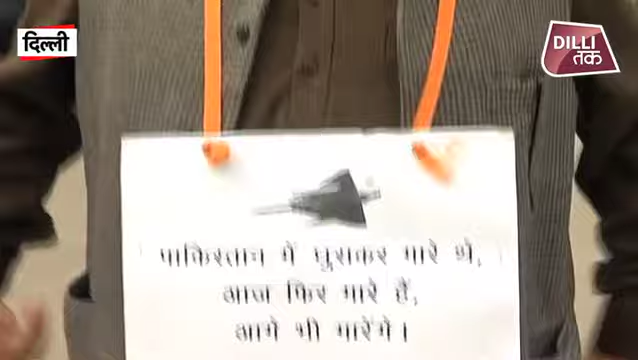 दिल्ली
DILLI
तक
पाकिस्तान में घुसकर मारे थे,
आज फिर मारे हैं,
आगे भी मारेंगे।